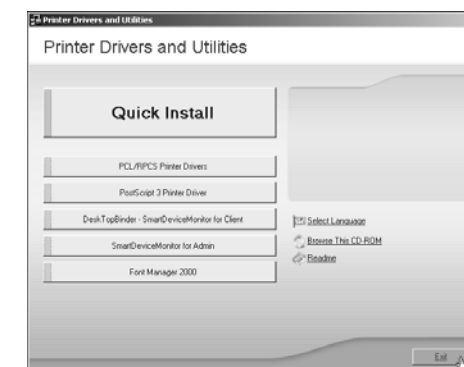 Printer Drivers and Utilities
Printer Drivers and Utilities
Quick Install
PCL/RPCS Printer Drivers
PostScript 3 Printer Driver
DeskTopBinder - SmartDeviceMonitor for Client
SmartDeviceMonitor for Admin
Font Manager 2000
Select Language
Browse This CD-ROM
Readme
Exit